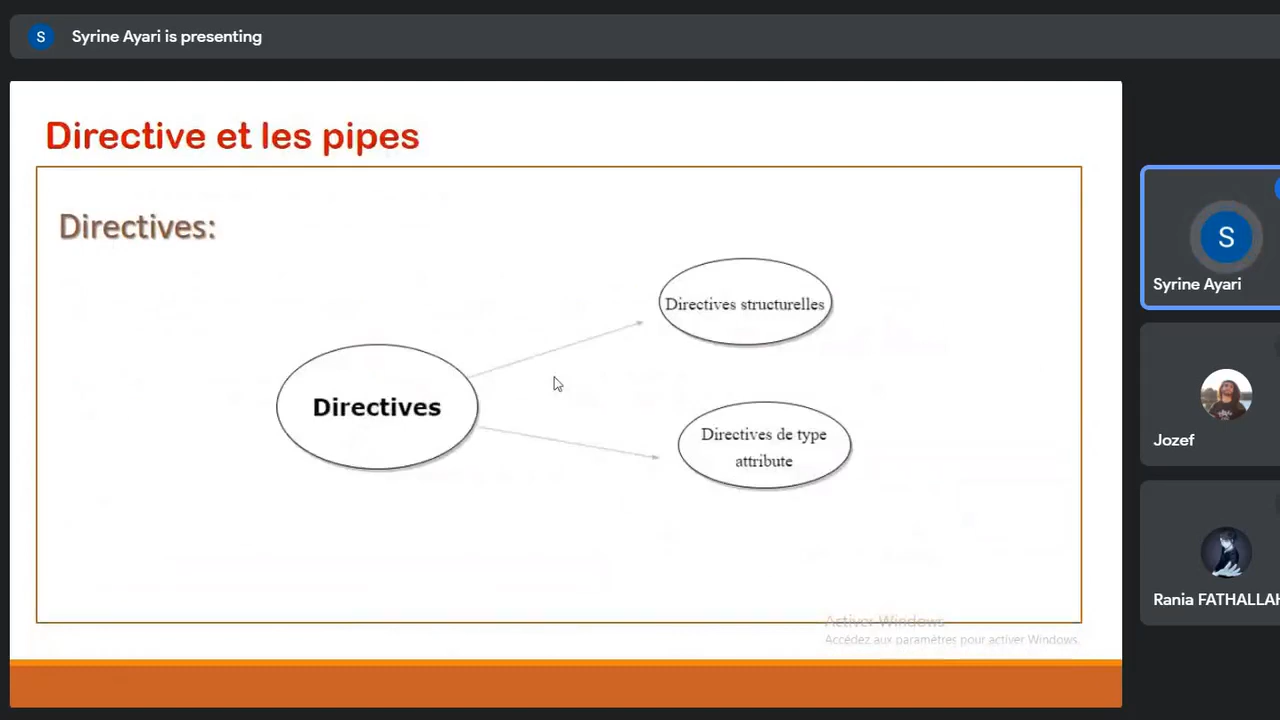 S
Syrine Ayari is presenting
Directive et les pipes
Directives:
Directives structurelles
Directives
Directives de type
attribute
Activer Windows
Accédez aux paramètres pour activer Windows.
S
Syrine Ayari
Jozef
Rania FATHALLAH